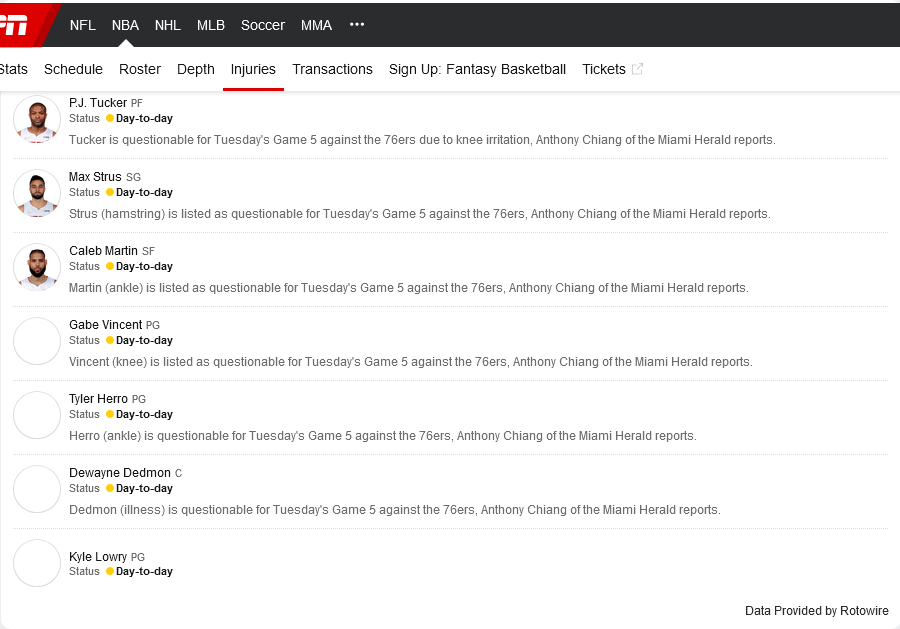 NFL NBA NHL MLB Soccer MMA •••
Stats Schedule Roster Depth Injuries Transactions Sign Up: Fantasy Basketball Tickets
P.J. Tucker PF
Status Day-to-day
Tucker is questionable for Tuesday's Game 5 against the 76ers due to knee irritation, Anthony Chiang of the Miami Herald reports.
Max Strus SG
Status Day-to-day
Strus (hamstring) is listed as questionable for Tuesday's Game 5 against the 76ers, Anthony Chiang of the Miami Herald reports.
Caleb Martin SF
Status Day-to-day
Martin (ankle) is listed as questionable for Tuesday's Game 5 against the 76ers, Anthony Chiang of the Miami Herald reports.
Gabe Vincent PG
Status Day-to-day
Vincent (knee) is listed as questionable for Tuesday's Game 5 against the 76ers, Anthony Chiang of the Miami Herald reports.
Tyler Herro PG
Status Day-to-day
Herro (ankle) is questionable for Tuesday's Game 5 against the 76ers, Anthony Chiang of the Miami Herald reports.
Dewayne Dedmon C
Status Day-to-day
Dedmon (illness) is questionable for Tuesday's Game 5 against the 76ers, Anthony Chiang of the Miami Herald reports.
Kyle Lowry PG
Status Day-to-day
Data Provided by Rotowire